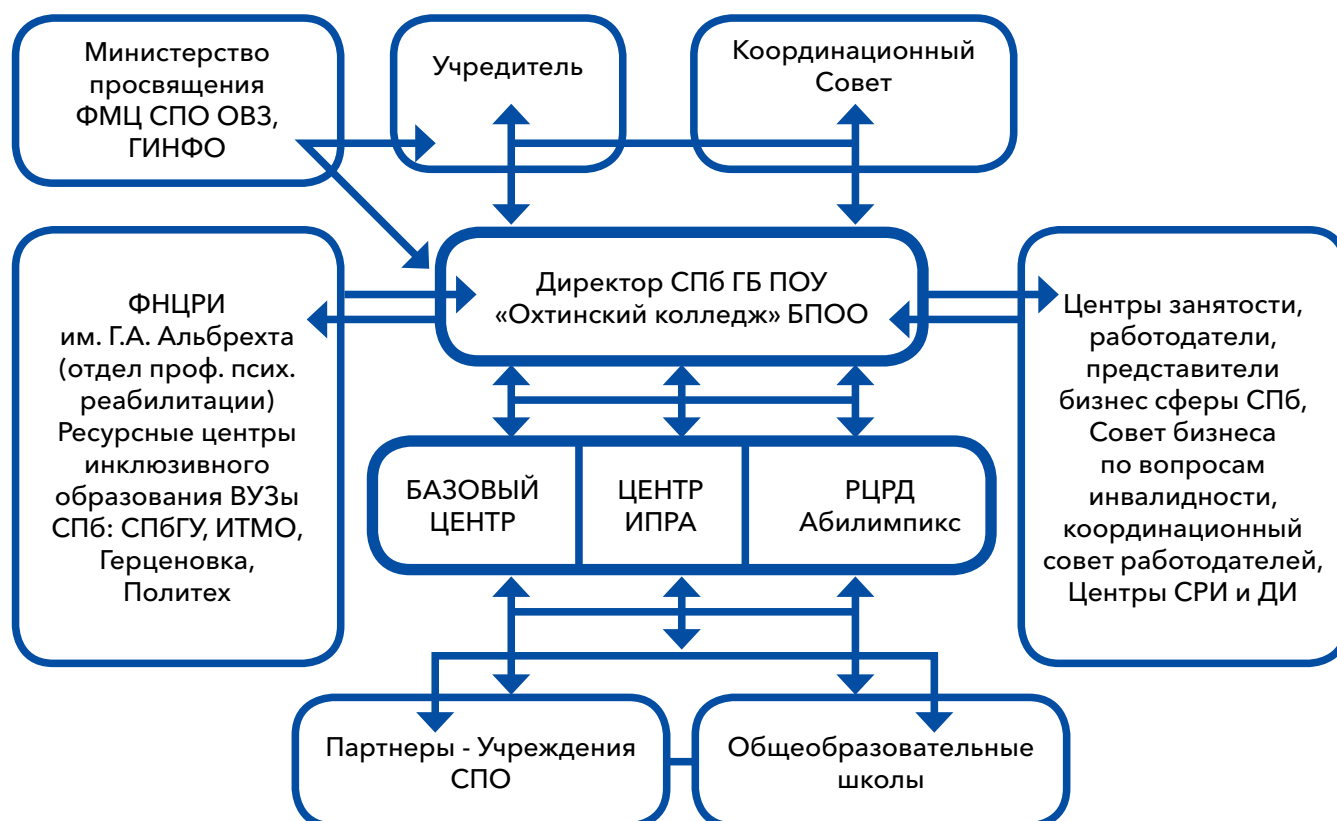 Министерство
просвящения
ФМЦ СПО ОВЗ,
ГИНФО
Учредитель
Координационный
Совет
ФНЦРИ
им. Г.А. Альбрехта
(отдел проф. псих.
реабилитации)
Ресурсные центры
инклюзивного
образования ВУЗы
СПб: СПбГУ, ИТМО,
Герценовка,
Политех
Директор СПб ГБ ПОУ
«Охтинский колледж» БПОО
Центры занятости,
работодатели,
представители
бизнес сферы СПб,
Совет бизнеса
по вопросам
инвалидности,
координационный
совет работодателей,
Центры СРИ и ДИ
БАЗОВЫЙ
ЦЕНТР
ЦЕНТР
ИПРА
РЦРД
Абилимпикс
Партнеры - Учреждения
СПО
Общеобразовательные
школы